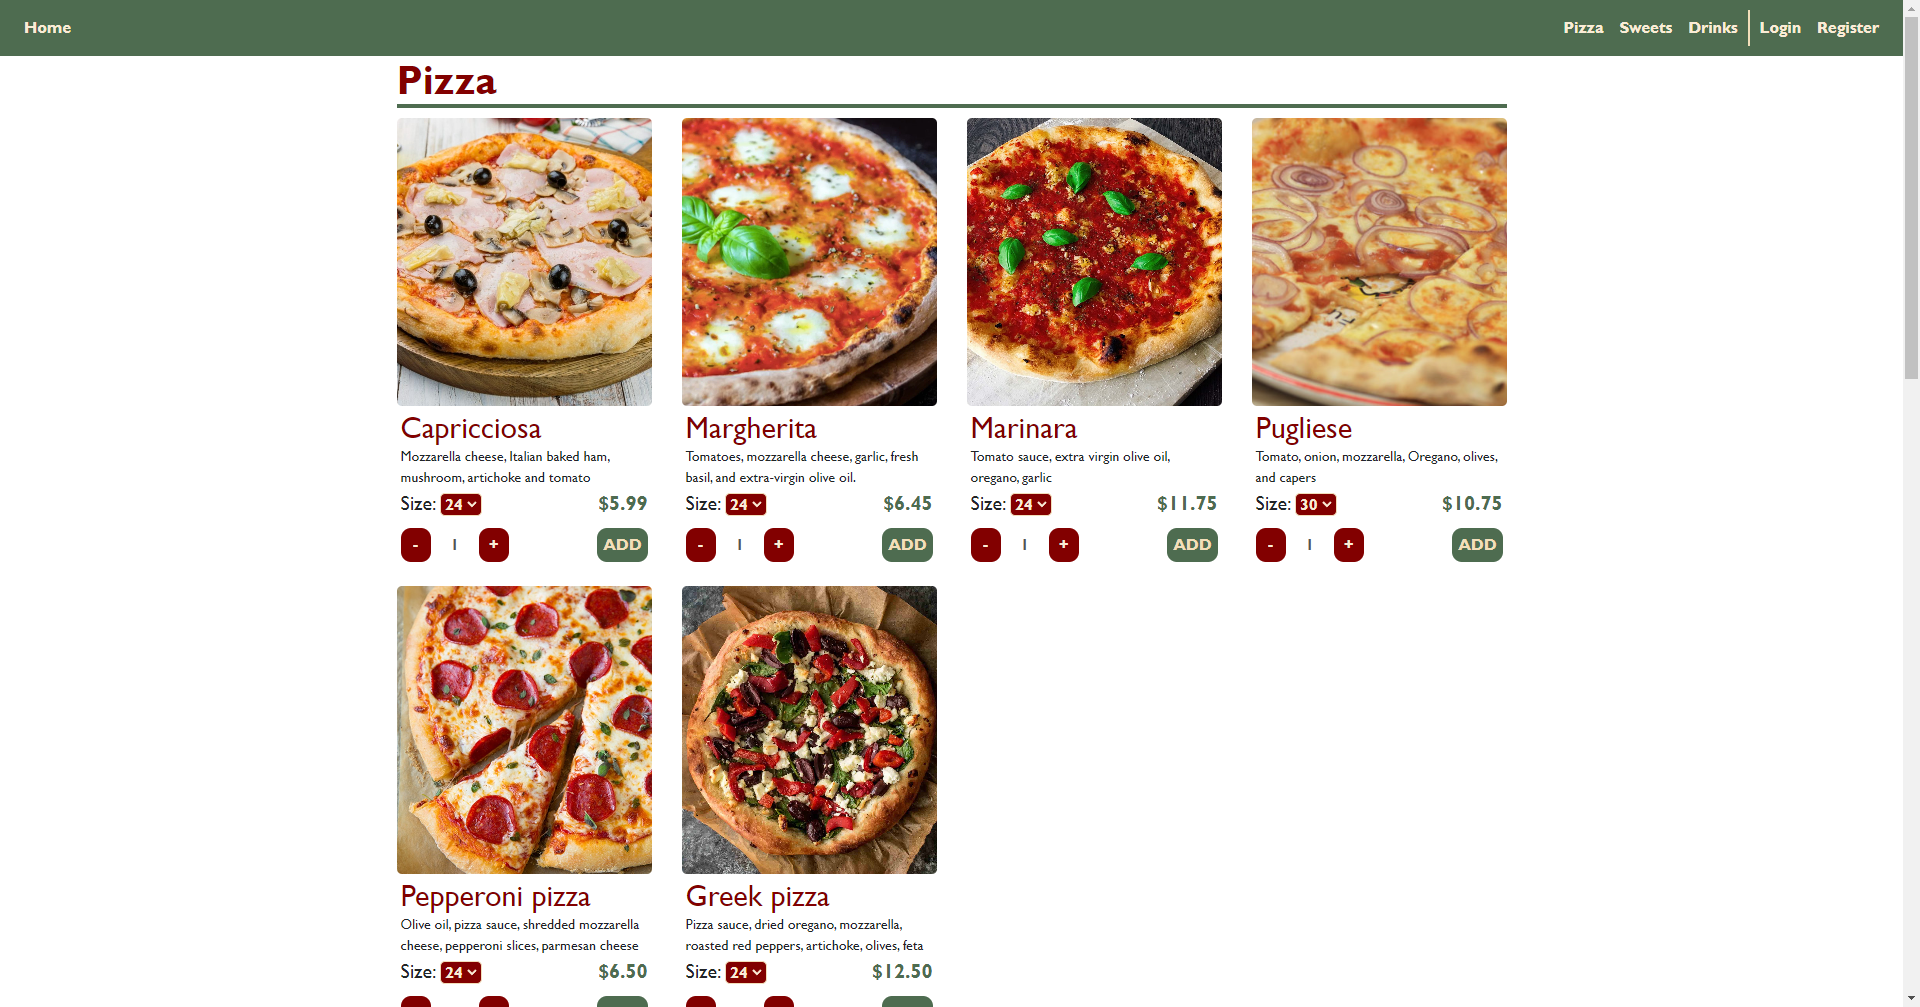 Home
Pizza Sweets Drinks Login Register
Pizza
Capricciosa
Mozzarella cheese, Italian baked ham,
mushroom, artichoke and tomato
Size: 24 $5.99
- 1 + ADD
Margherita
Tomatoes, mozzarella cheese, garlic, fresh
basil, and extra-virgin olive oil.
Size: 24 $6.45
- 1 + ADD
Marinara
Tomato sauce, extra virgin olive oil,
oregano, garlic
Size: 24 $11.75
- 1 + ADD
Pugliese
Tomato, onion, mozzarella, Oregano, olives,
and capers
Size: 30 $10.75
- 1 + ADD
Pepperoni pizza
Olive oil, pizza sauce, shredded mozzarella
cheese, pepperoni slices, parmesan cheese
Size: 24 $6.50
Greek pizza
Pizza sauce, dried oregano, mozzarella,
roasted red peppers, artichoke, olives, feta
Size: 24 $12.50